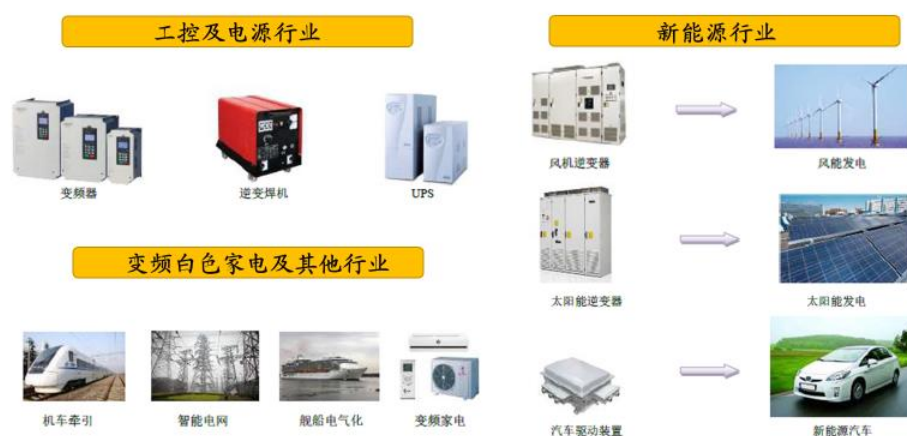 工控及电源行业
变频器
逆变焊机
UPS
变频白色家电及其他行业
机车牵引
智能电网
舰船电气化
变频家电
新能源行业
风机逆变器
风能发电
太阳能逆变器
太阳能发电
汽车驱动装置
新能源汽车